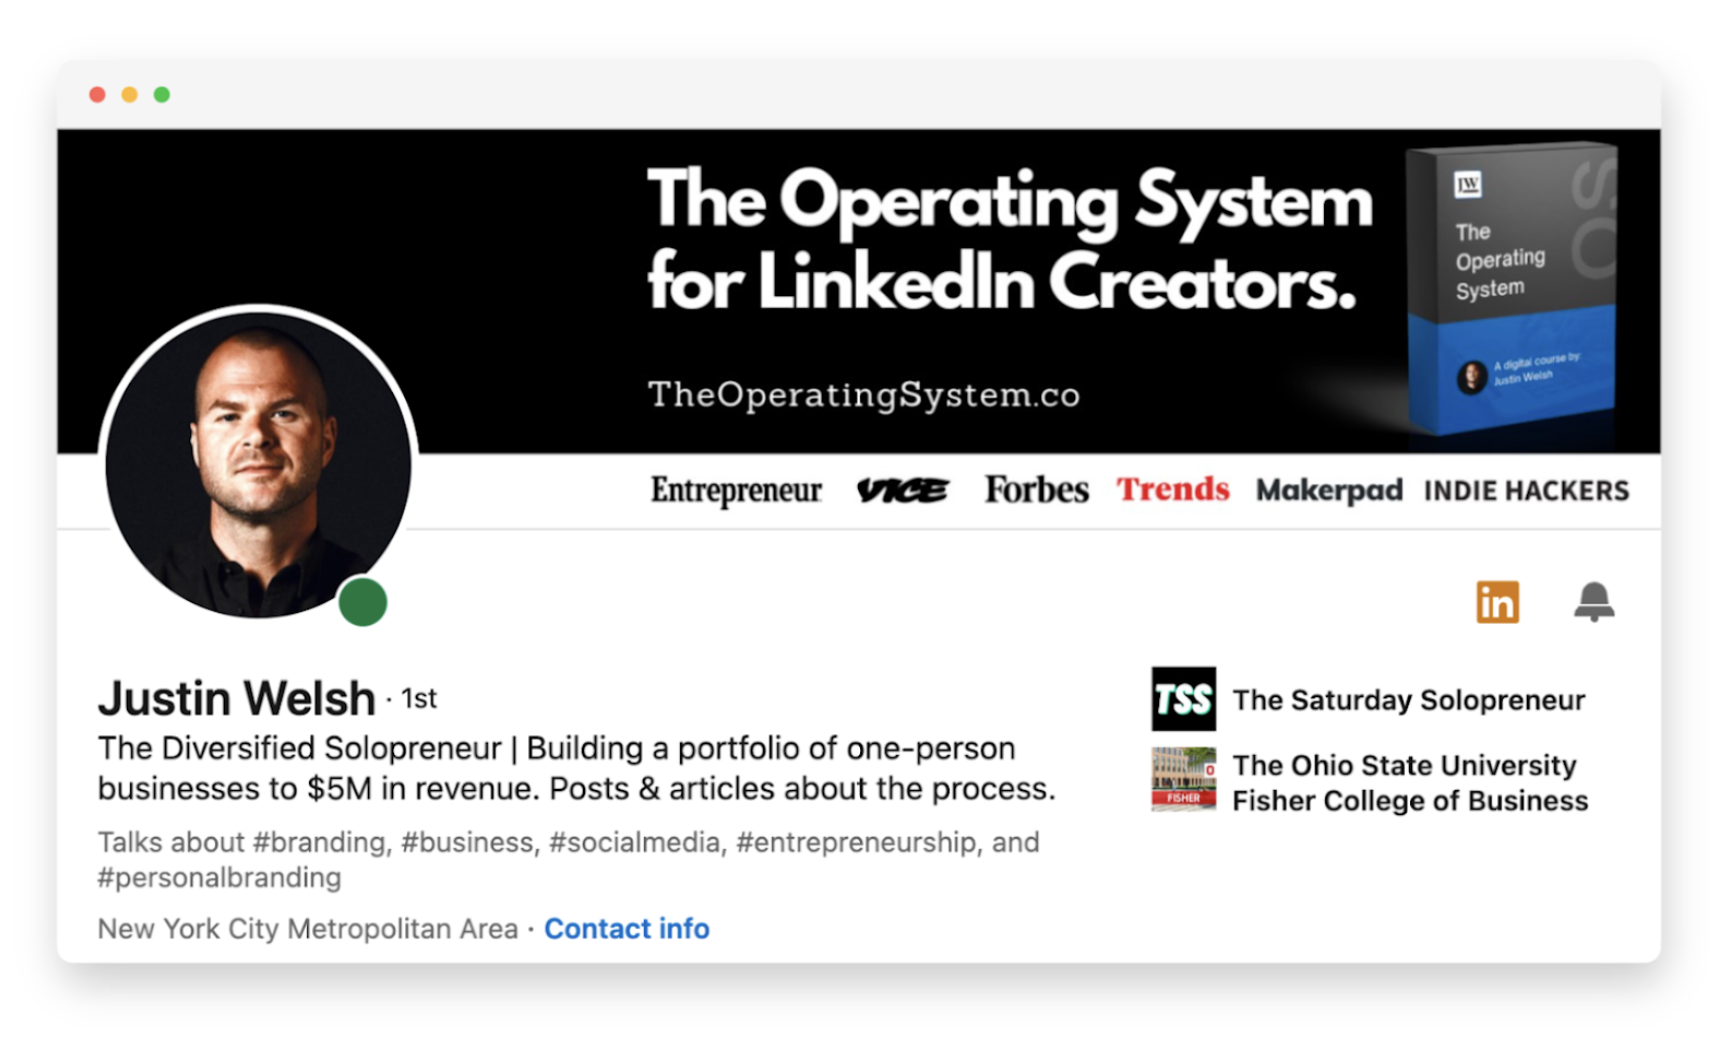 The Operating System
for LinkedIn Creators.
TheOperatingSystem.co
JW
The
Operating
System
OS
A digital course by:
Justin Welsh
Entrepreneur VICE Forbes Trends Makerpad INDIE HACKERS
in
Justin Welsh · 1st
The Diversified Solopreneur | Building a portfolio of one-person
businesses to $5M in revenue. Posts & articles about the process.
Talks about #branding, #business, #socialmedia, #entrepreneurship, and
#personalbranding
New York City Metropolitan Area · Contact info
TSS The Saturday Solopreneur
O
FISHER
The Ohio State University
Fisher College of Business